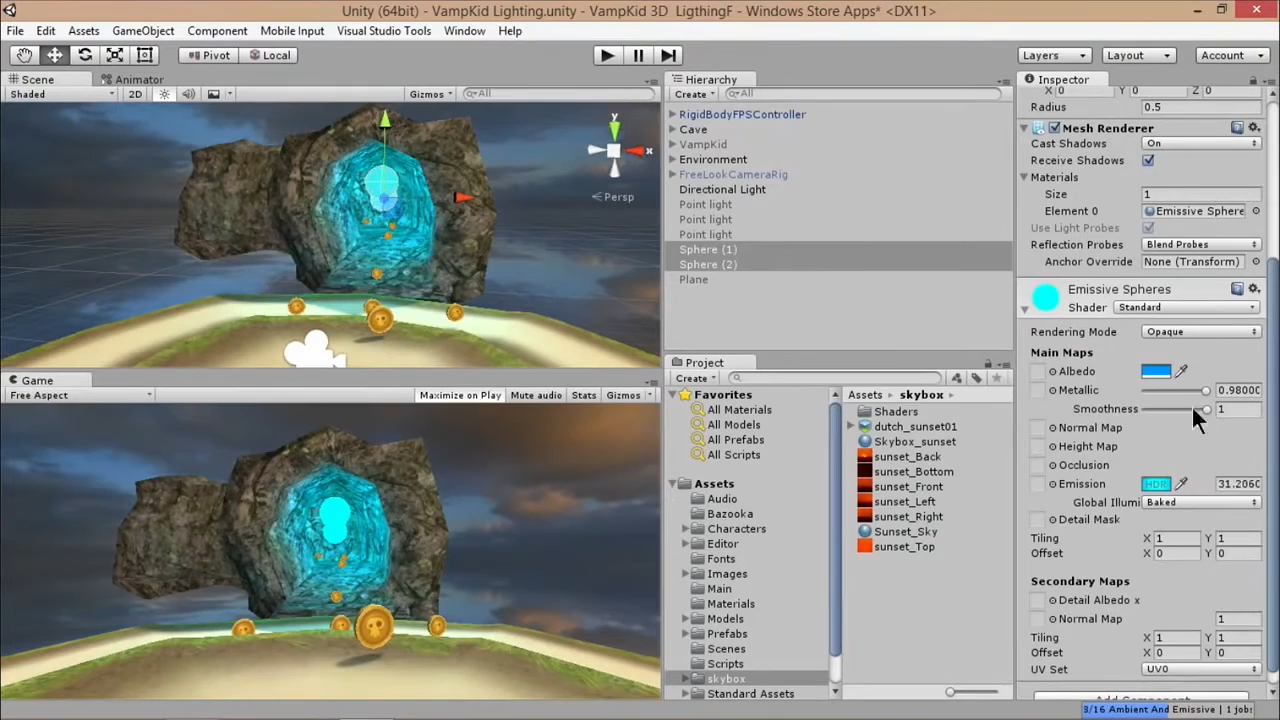 Unity (64bit) - VampKid Lighting.unity - VampKid 3D LigthingF - Windows Store Apps* <DX11>
File Edit Assets GameObject Component Mobile Input Visual Studio Tools Window Help
Pivot Local Layers Layout Account
Scene Animator
Shaded 2D Gizmos All
y
x
Persp
Game
Free Aspect Maximize on Play Mute audio Stats Gizmos
Hierarchy
Create All
RigidBodyFPSController
Cave
VampKid
Environment
FreeLookCameraRig
Directional Light
Point light
Point light
Point light
Sphere (1)
Sphere (2)
Plane
Project
Create
Favorites
All Materials
All Models
All Prefabs
All Scripts
Assets
Audio
Bazooka
Characters
Editor
Fonts
Images
Main
Materials
Models
Prefabs
Scenes
Scripts
skybox
Standard Assets
Assets skybox
Shaders
dutch_sunset01
Skybox_sunset
sunset_Back
sunset_Bottom
sunset_Front
sunset_Left
sunset_Right
Sunset_Sky
sunset_Top
Inspector
X 0 Y 0 Z 0
Radius 0.5
Mesh Renderer
Cast Shadows On
Receive Shadows
Materials
Size 1
Element 0 Emissive Sphere
Use Light Probes
Reflection Probes Blend Probes
Anchor Override None (Transform)
Emissive Spheres
Shader Standard
Rendering Mode Opaque
Main Maps
Albedo
Metallic 0.98000
Smoothness 1
Normal Map
Height Map
Occlusion
Emission HDR 31.2060
Global Illumi Baked
Detail Mask
Tiling X 1 Y 1
Offset X 0 Y 0
Secondary Maps
Detail Albedo x
Normal Map 1
Tiling X 1 Y 1
Offset X 0 Y 0
UV Set UV0
Add Component
3/16 Ambient And Emissive | 1 jobs